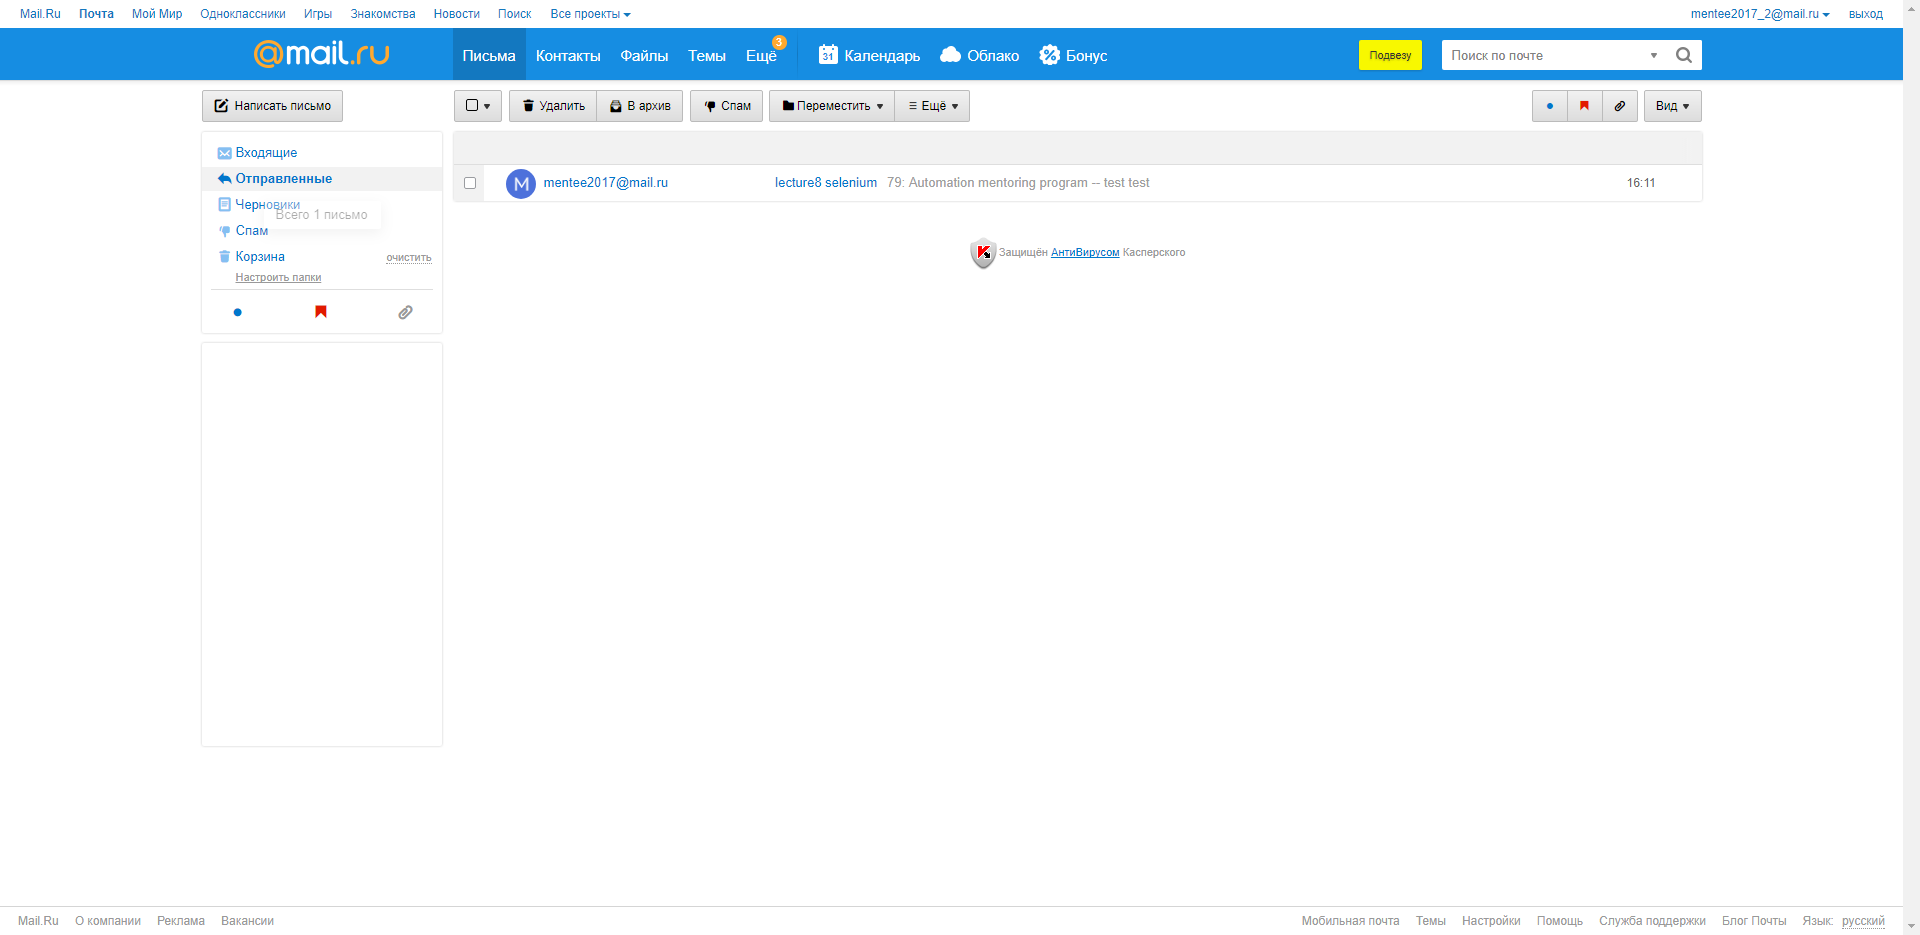 Mail.Ru Почта Мой Мир Одноклассники Игры Знакомства Новости Поиск Все проекты mentee2017_2@mail.ru выход
@mail.ru Письма Контакты Файлы Темы Ещё 3 31 Календарь Облако Бонус Подвезу Поиск по почте
Написать письмо Удалить В архив Спам Переместить Ещё Вид
Входящие
Отправленные
Черновики
Всего 1 письмо
Спам
Корзина очистить
Настроить папки
M mentee2017@mail.ru lecture8 selenium 79: Automation mentoring program -- test test 16:11
Защищён АнтиВирусом Касперского
Mail.Ru О компании Реклама Вакансии Мобильная почта Темы Настройки Помощь Служба поддержки Блог Почты Язык: русский